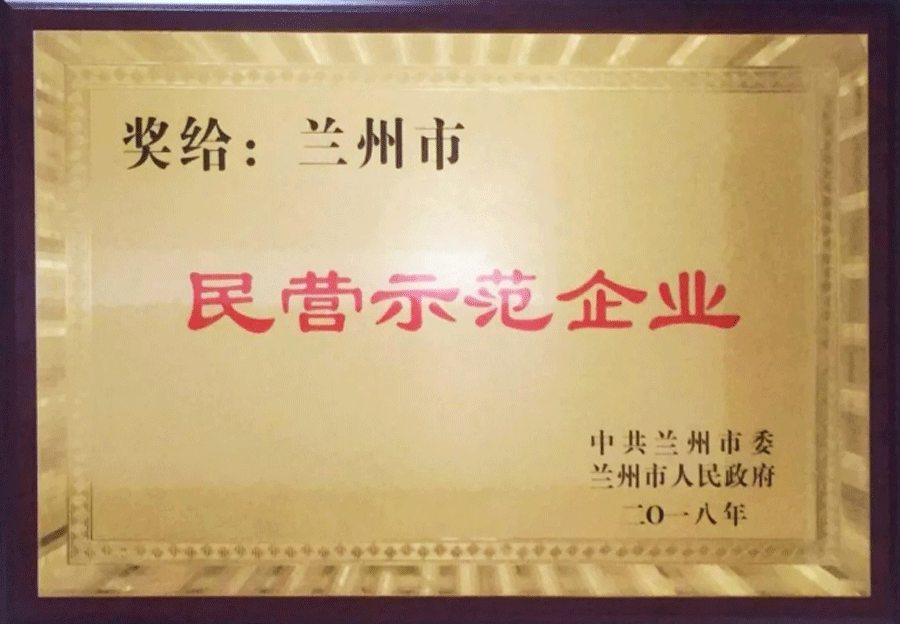 奖给：兰州市
民营示范企业
中共兰州市委
兰州市人民政府
二〇一八年